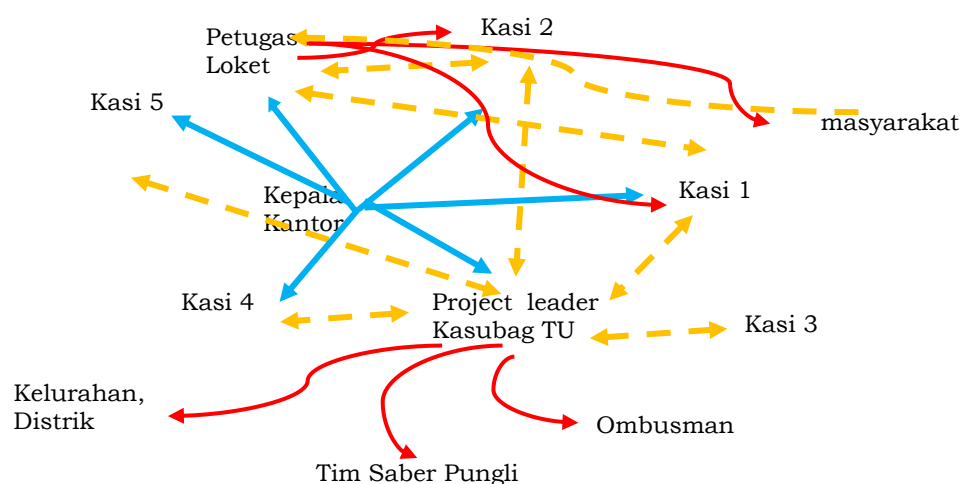 Kasi 2
Petugas
Loket
Kasi 5
masyarakat
Kasi 1
Kepala
Kantor
Kasi 4
Project leader
Kasubag TU
Kasi 3
Kelurahan,
Distrik
Ombusman
Tim Saber Pungli